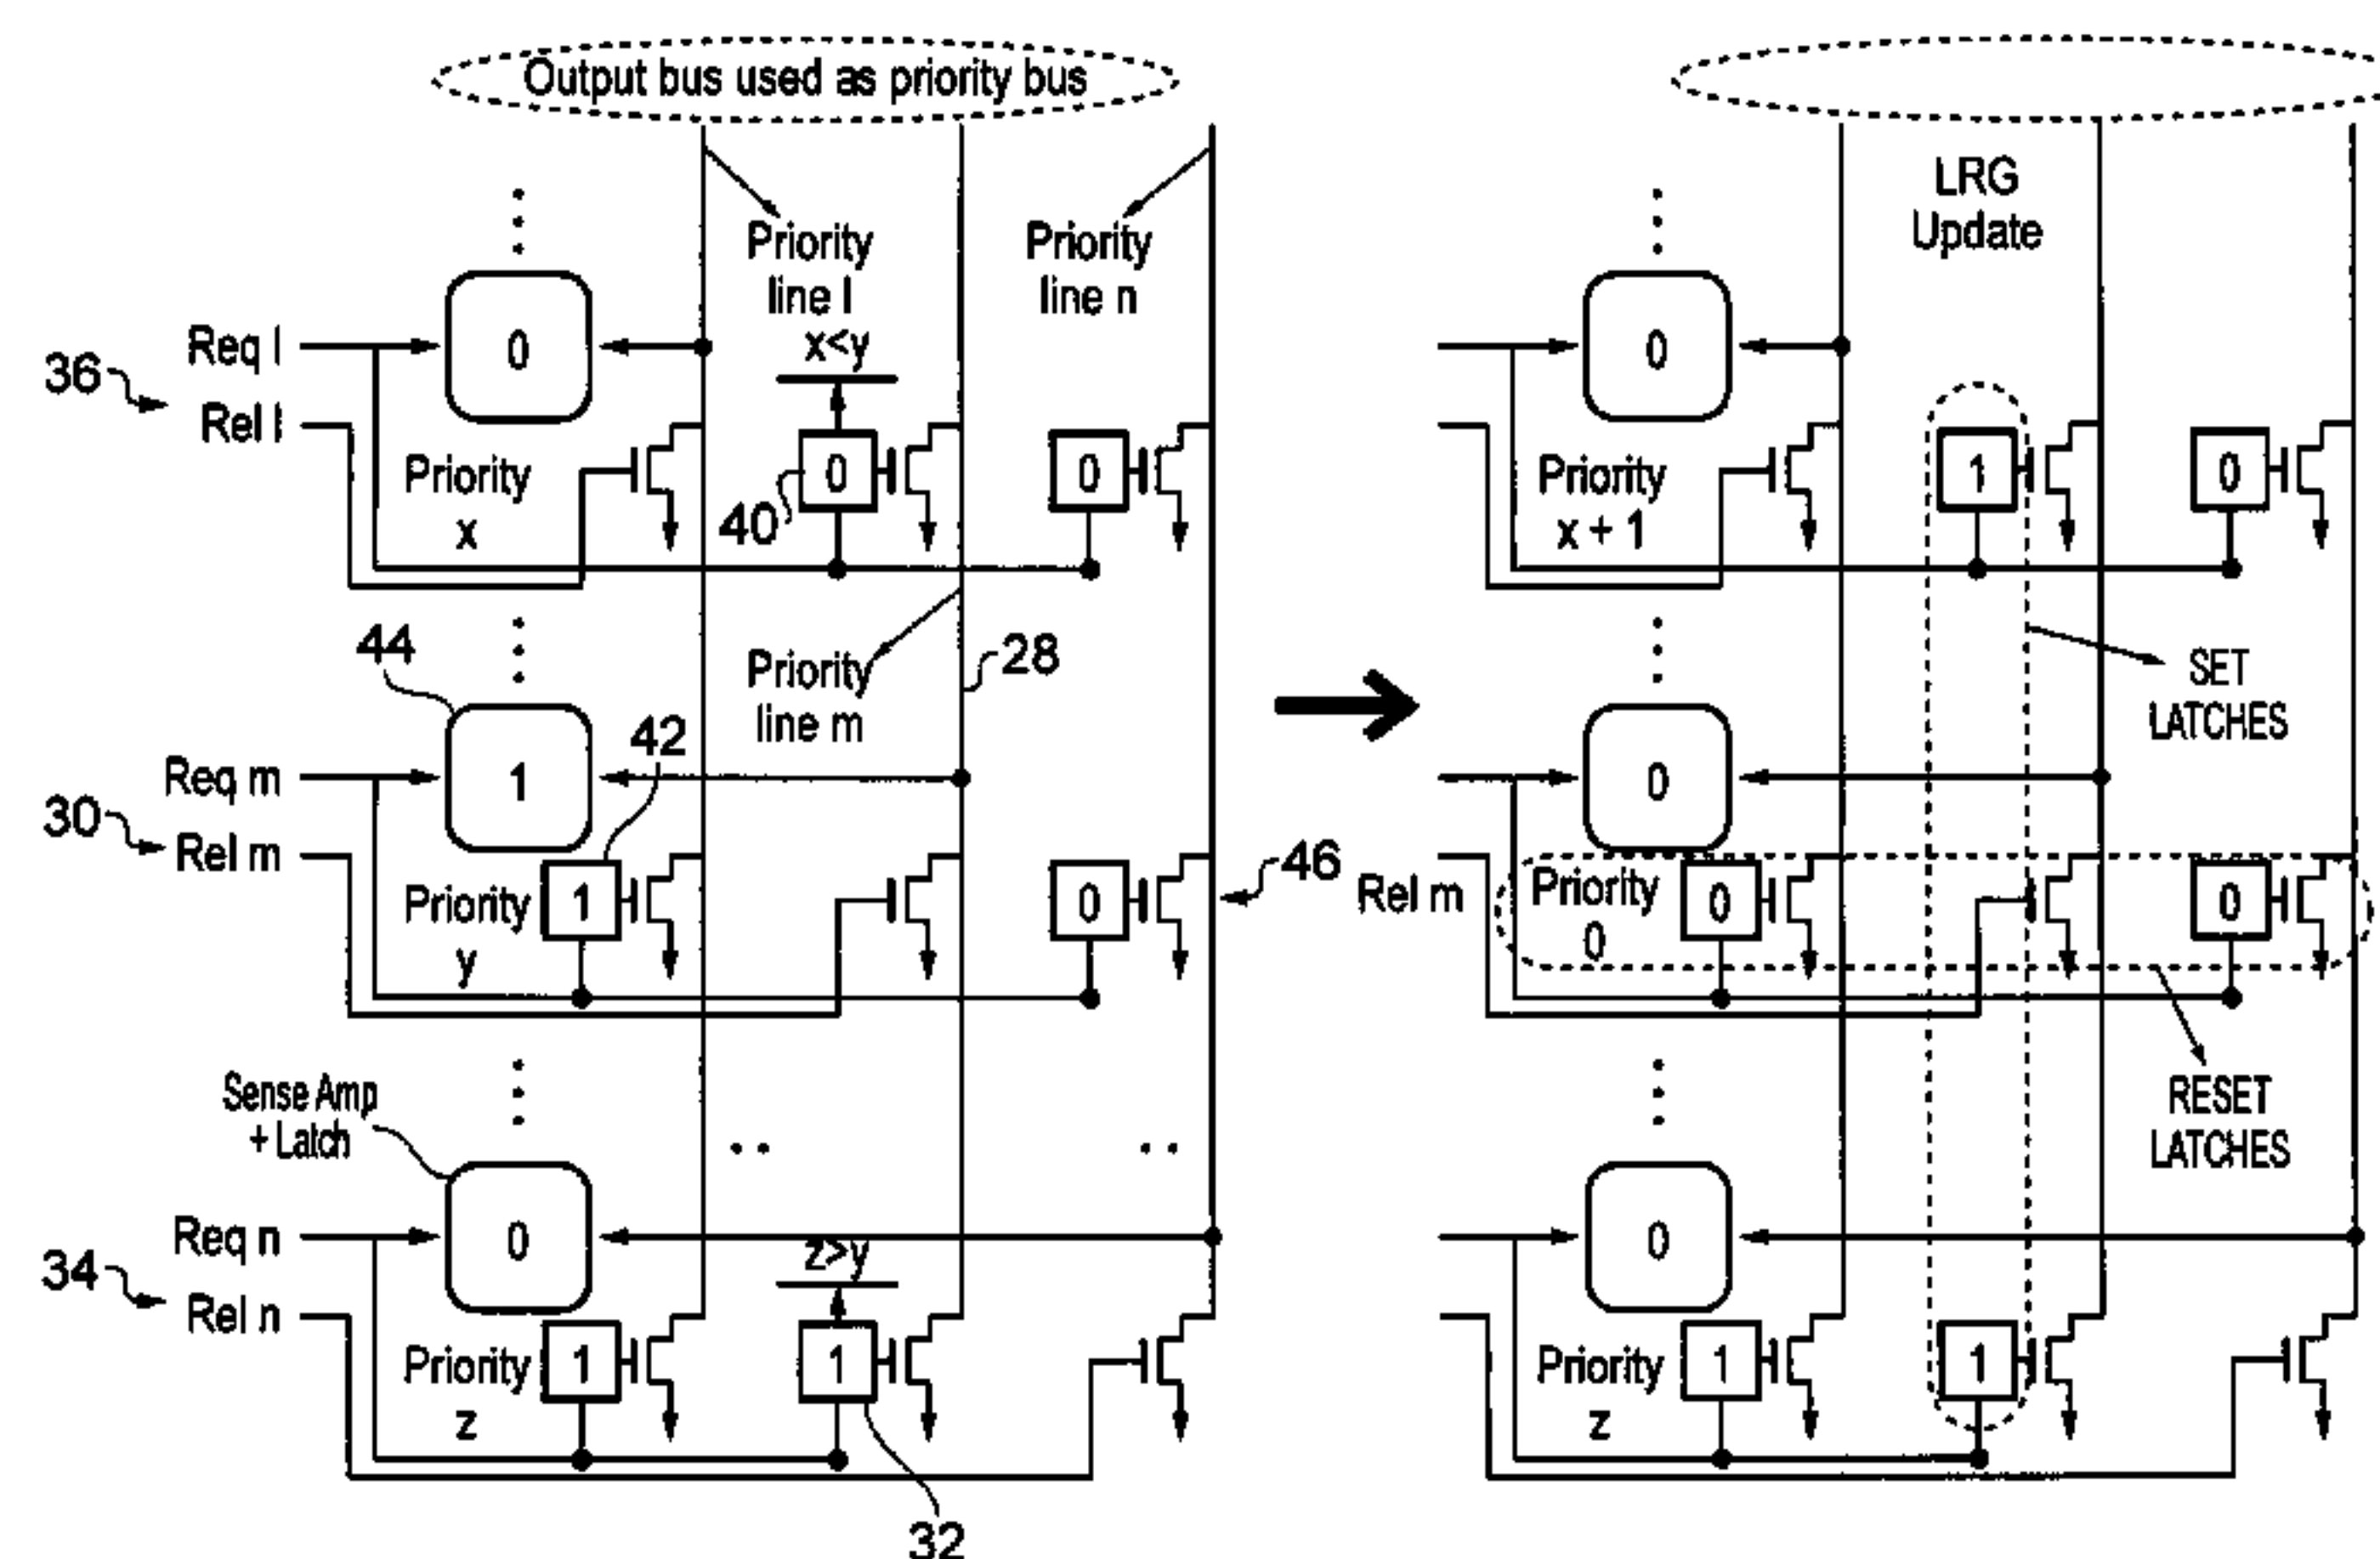 Output bus used as priority bus
Priority
line l
x<y
Priority
line n
Req l
0
36
Rel l
Priority
x
40
0
0
44
Priority
line m
28
Req m
1
42
30
Rel m
Priority
y
1
0
46
Sense Amp
+ Latch
Req n
0
z>y
34
Rel n
Priority
z
1
1
32
LRG
Update
0
Priority
x + 1
1
0
SET
LATCHES
0
Rel m
Priority
0
0
0
RESET
LATCHES
0
Priority
z
1
1